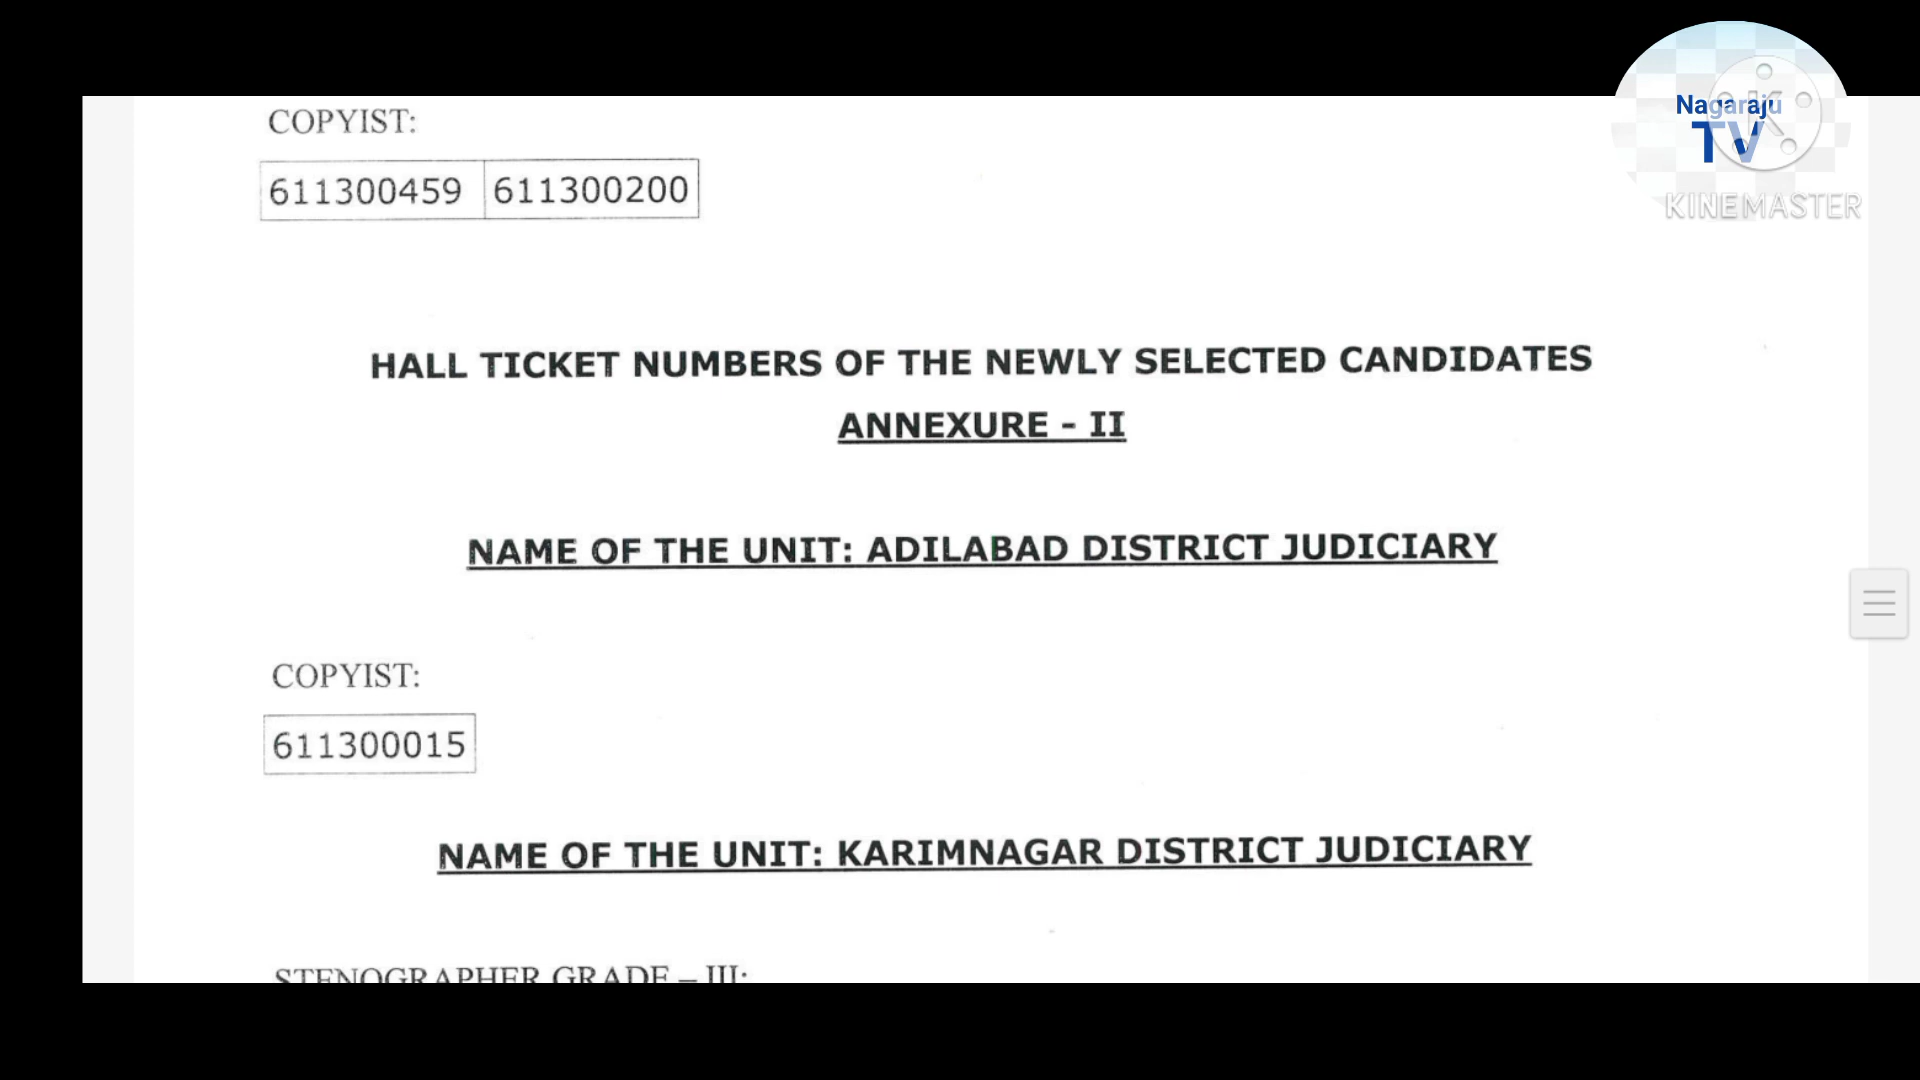 COPYIST:
611300459 611300200
HALL TICKET NUMBERS OF THE NEWLY SELECTED CANDIDATES
ANNEXURE - II
NAME OF THE UNIT: ADILABAD DISTRICT JUDICIARY
COPYIST:
611300015
NAME OF THE UNIT: KARIMNAGAR DISTRICT JUDICIARY
STENOGRAPHER GRADE – III:
Nagaraju
TV
K
KINEMASTER